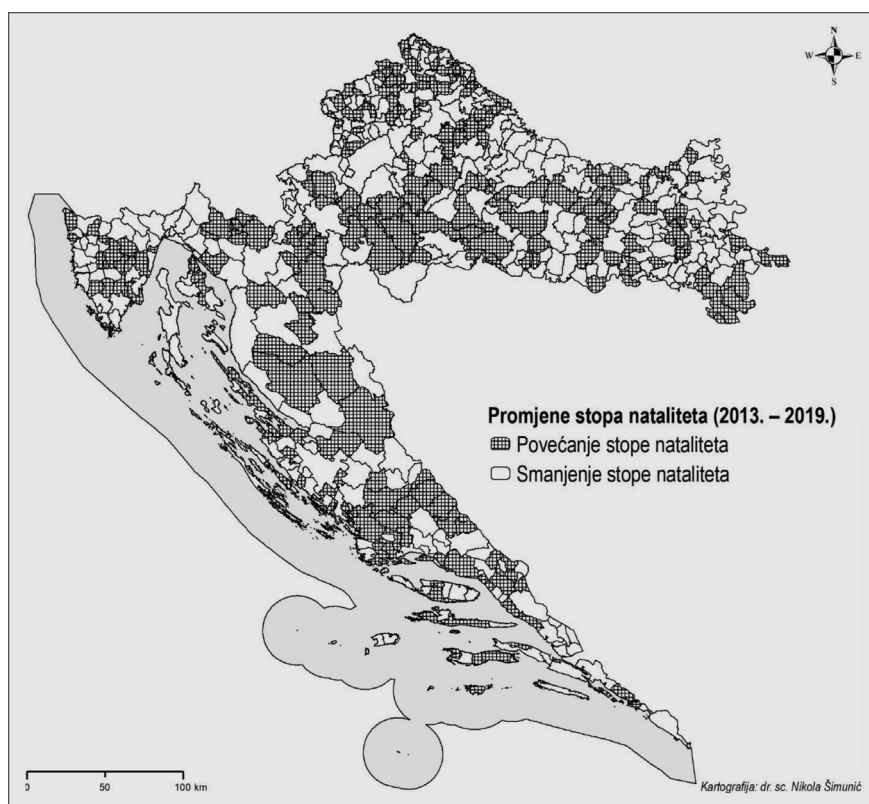 N
W E
S
Promjene stopa nataliteta (2013. – 2019.)
Povećanje stope nataliteta
Smanjenje stope nataliteta
0 50 100 km
Kartografija: dr. sc. Nikola Šimunić